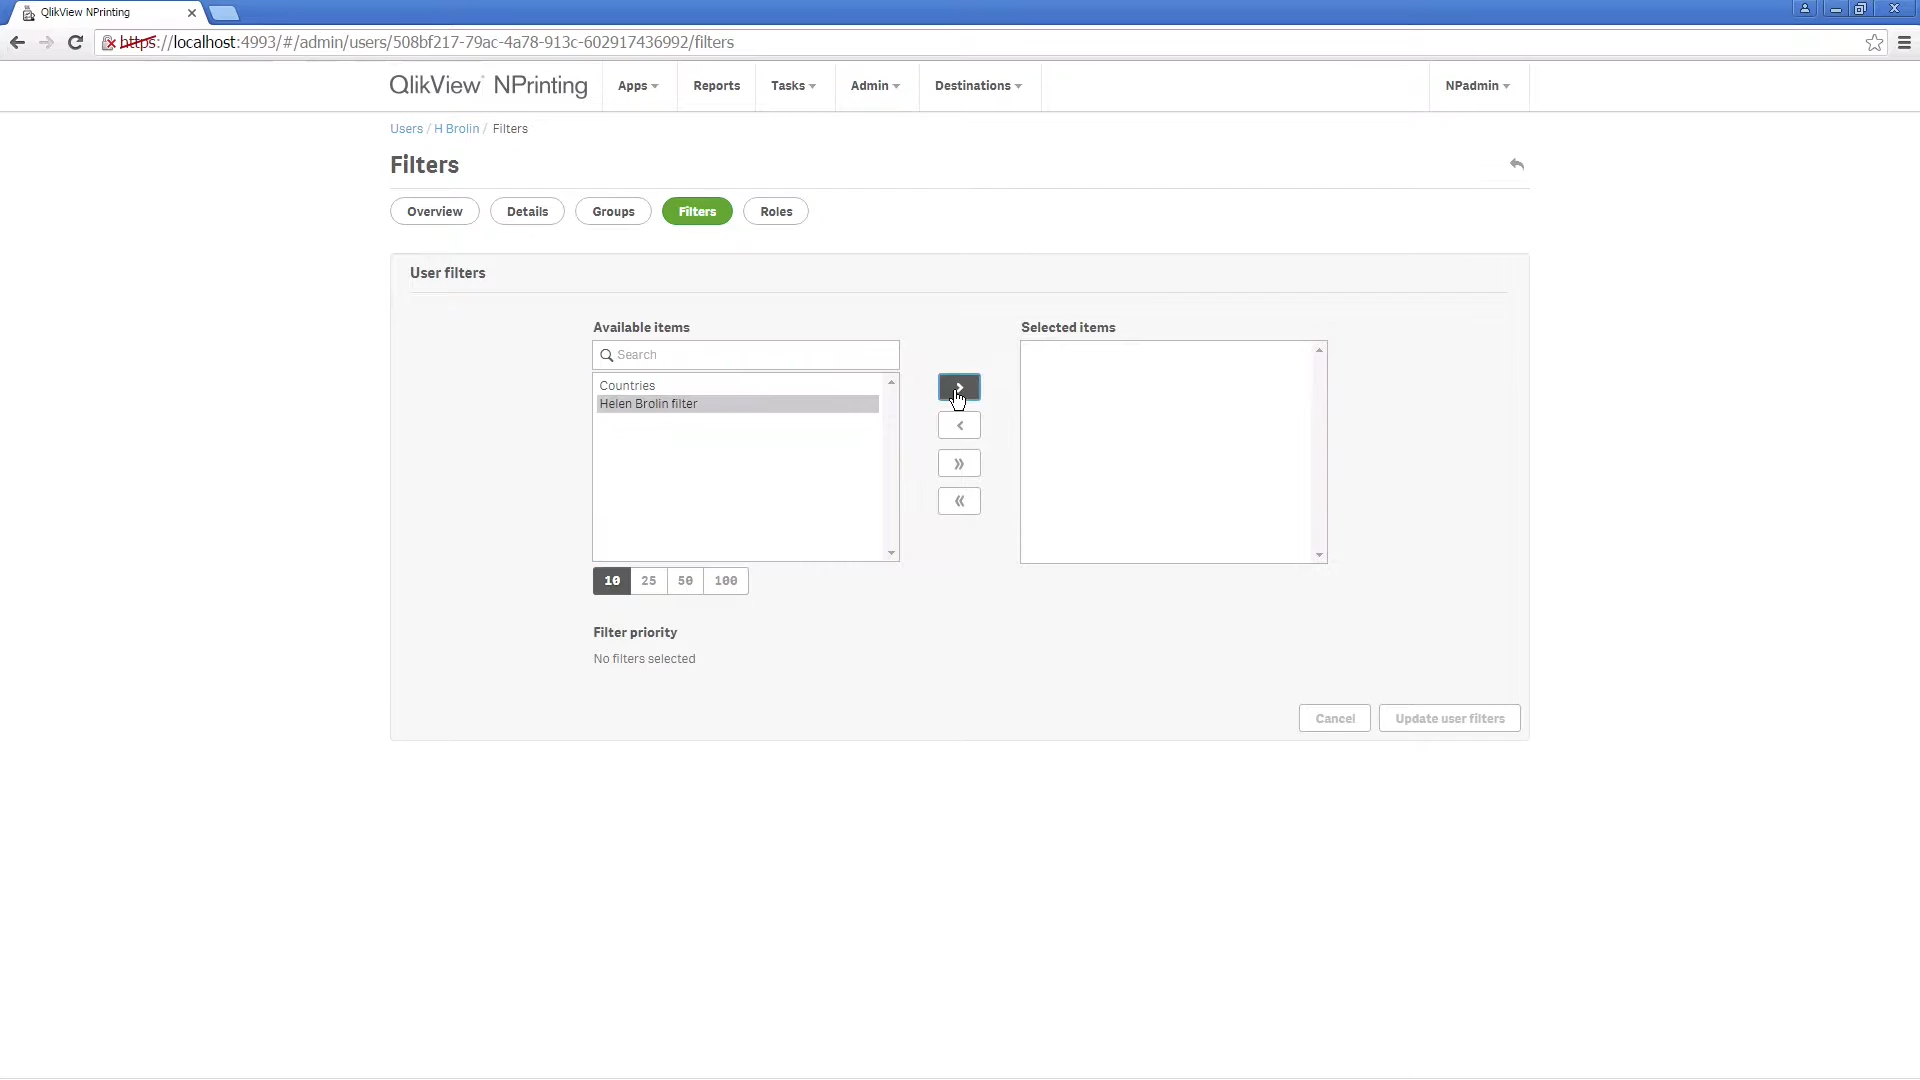 QlikView NPrinting
https://localhost:4993/#/admin/users/508bf217-79ac-4a78-913c-602917436992/filters
QlikView NPrinting
Apps
Reports
Tasks
Admin
Destinations
NPadmin
Users / H Brolin / Filters
Filters
Overview
Details
Groups
Filters
Roles
User filters
Available items
Selected items
Search
Countries
Helen Brolin filter
10
25
50
100
Filter priority
No filters selected
Cancel
Update user filters